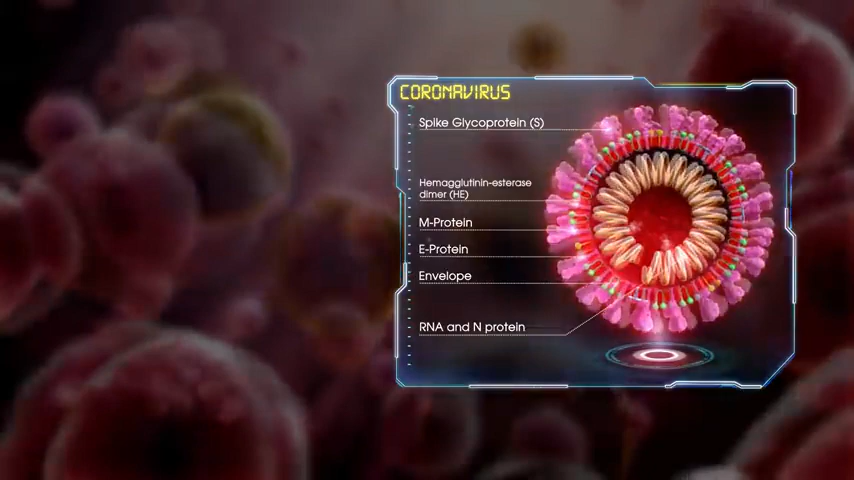 CORONAVIRUS
Spike Glycoprotein (S)
Hemagglutinin-esterase
dimer (HE)
M-Protein
E-Protein
Envelope
RNA and N protein